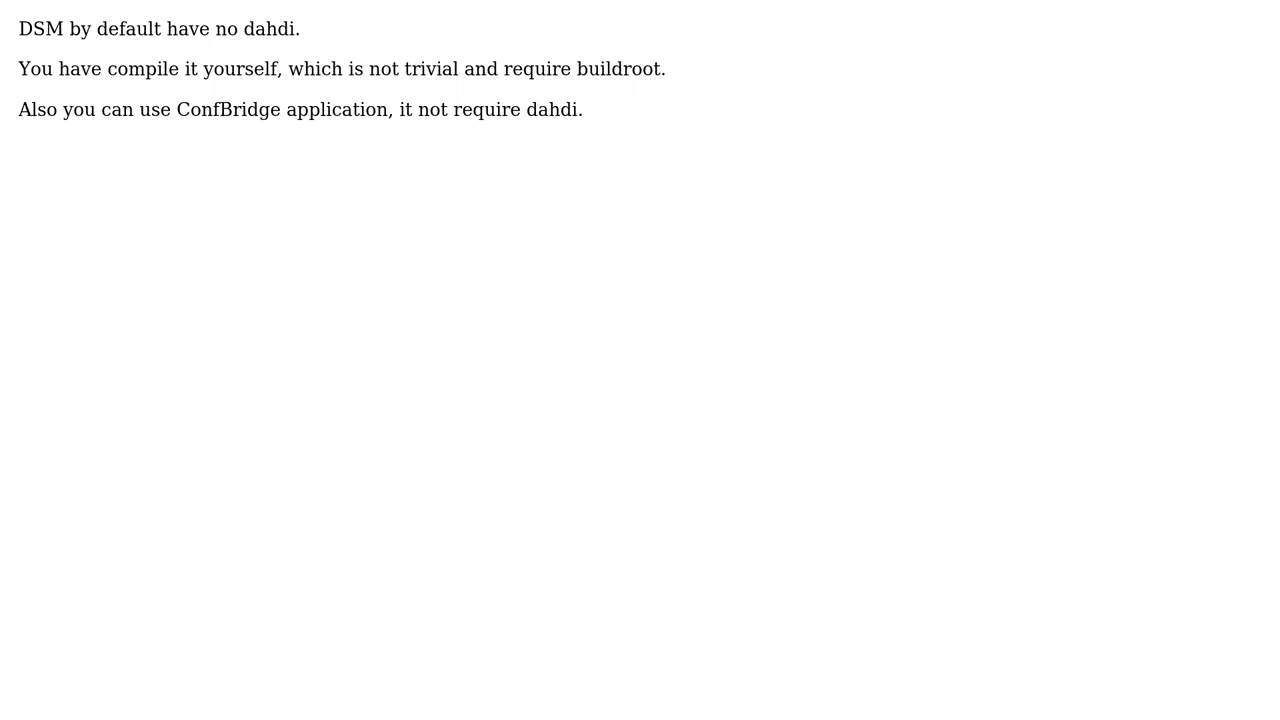 DSM by default have no dahdi.
You have compile it yourself, which is not trivial and require buildroot.
Also you can use ConfBridge application, it not require dahdi.